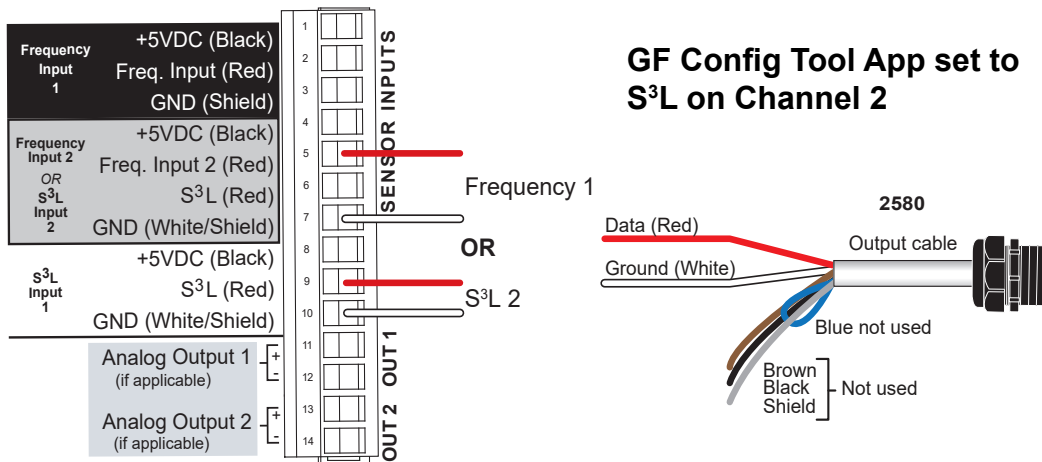 Frequency
Input
1
+5VDC (Black)
Freq. Input (Red)
GND (Shield)
Frequency
Input 2
OR
S³L
Input
2
+5VDC (Black)
Freq. Input 2 (Red)
S³L (Red)
GND (White/Shield)
S³L
Input
1
+5VDC (Black)
S³L (Red)
GND (White/Shield)
Analog Output 1
(if applicable)
+
-
Analog Output 2
(if applicable)
+
-
1
2
3
4
5
6
7
8
9
10
11
12
13
14
SENSOR INPUTS
OUT 1
OUT 2
Frequency 1
OR
S³L 2
GF Config Tool App set to
S³L on Channel 2
2580
Data (Red)
Output cable
Ground (White)
Blue not used
Brown
Black
Shield
Not used